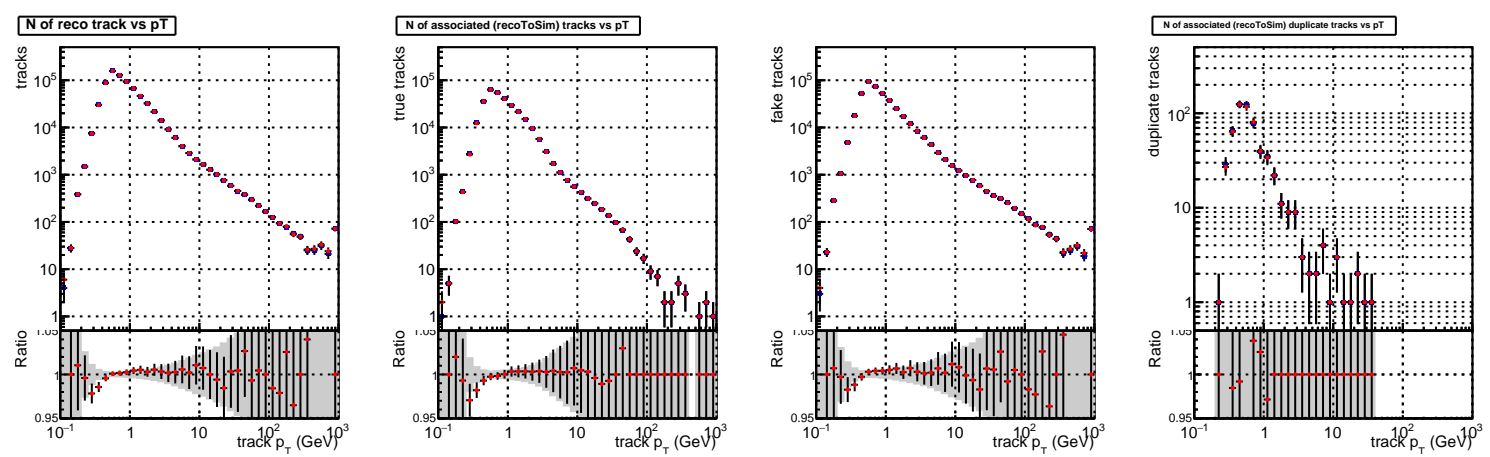 N of reco track vs pT
tracks
10^5
10^4
10^3
10^2
10
1
Ratio
1.05
1
0.95
10^-1 1 10 10^2 10^3
track p_T (GeV)
N of associated (recoToSim) tracks vs pT
true tracks
10^5
10^4
10^3
10^2
10
1
Ratio
1.05
1
0.95
10^-1 1 10 10^2 10^3
track p_T (GeV)
fake tracks
10^5
10^4
10^3
10^2
10
1
Ratio
1.05
1
0.95
10^-1 1 10 10^2 10^3
track p_T (GeV)
N of associated (recoToSim) duplicate tracks vs pT
duplicate tracks
10^2
10
1
Ratio
1.05
1
0.95
10^-1 1 10 10^2 10^3
track p_T (GeV)